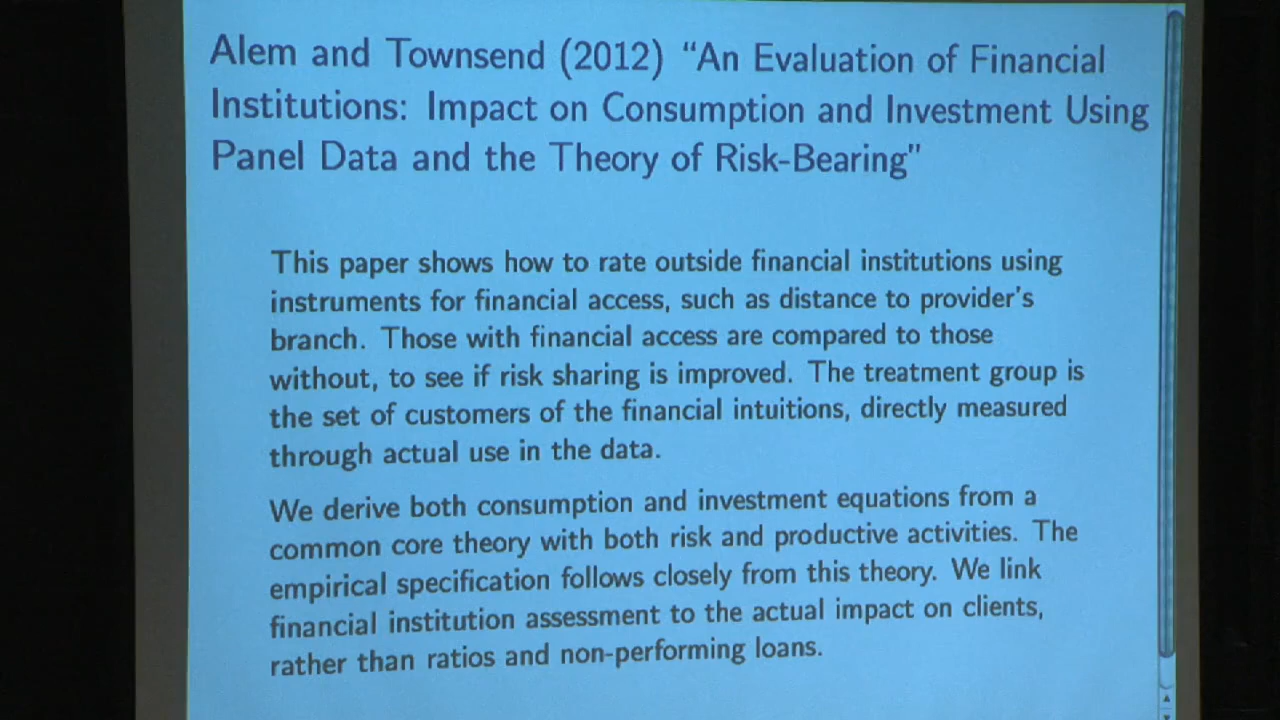 Alem and Townsend (2012) “An Evaluation of Financial
Institutions: Impact on Consumption and Investment Using
Panel Data and the Theory of Risk-Bearing”
This paper shows how to rate outside financial institutions using
instruments for financial access, such as distance to provider's
branch. Those with financial access are compared to those
without, to see if risk sharing is improved. The treatment group is
the set of customers of the financial intuitions, directly measured
through actual use in the data.
We derive both consumption and investment equations from a
common core theory with both risk and productive activities. The
empirical specification follows closely from this theory. We link
financial institution assessment to the actual impact on clients,
rather than ratios and non-performing loans.